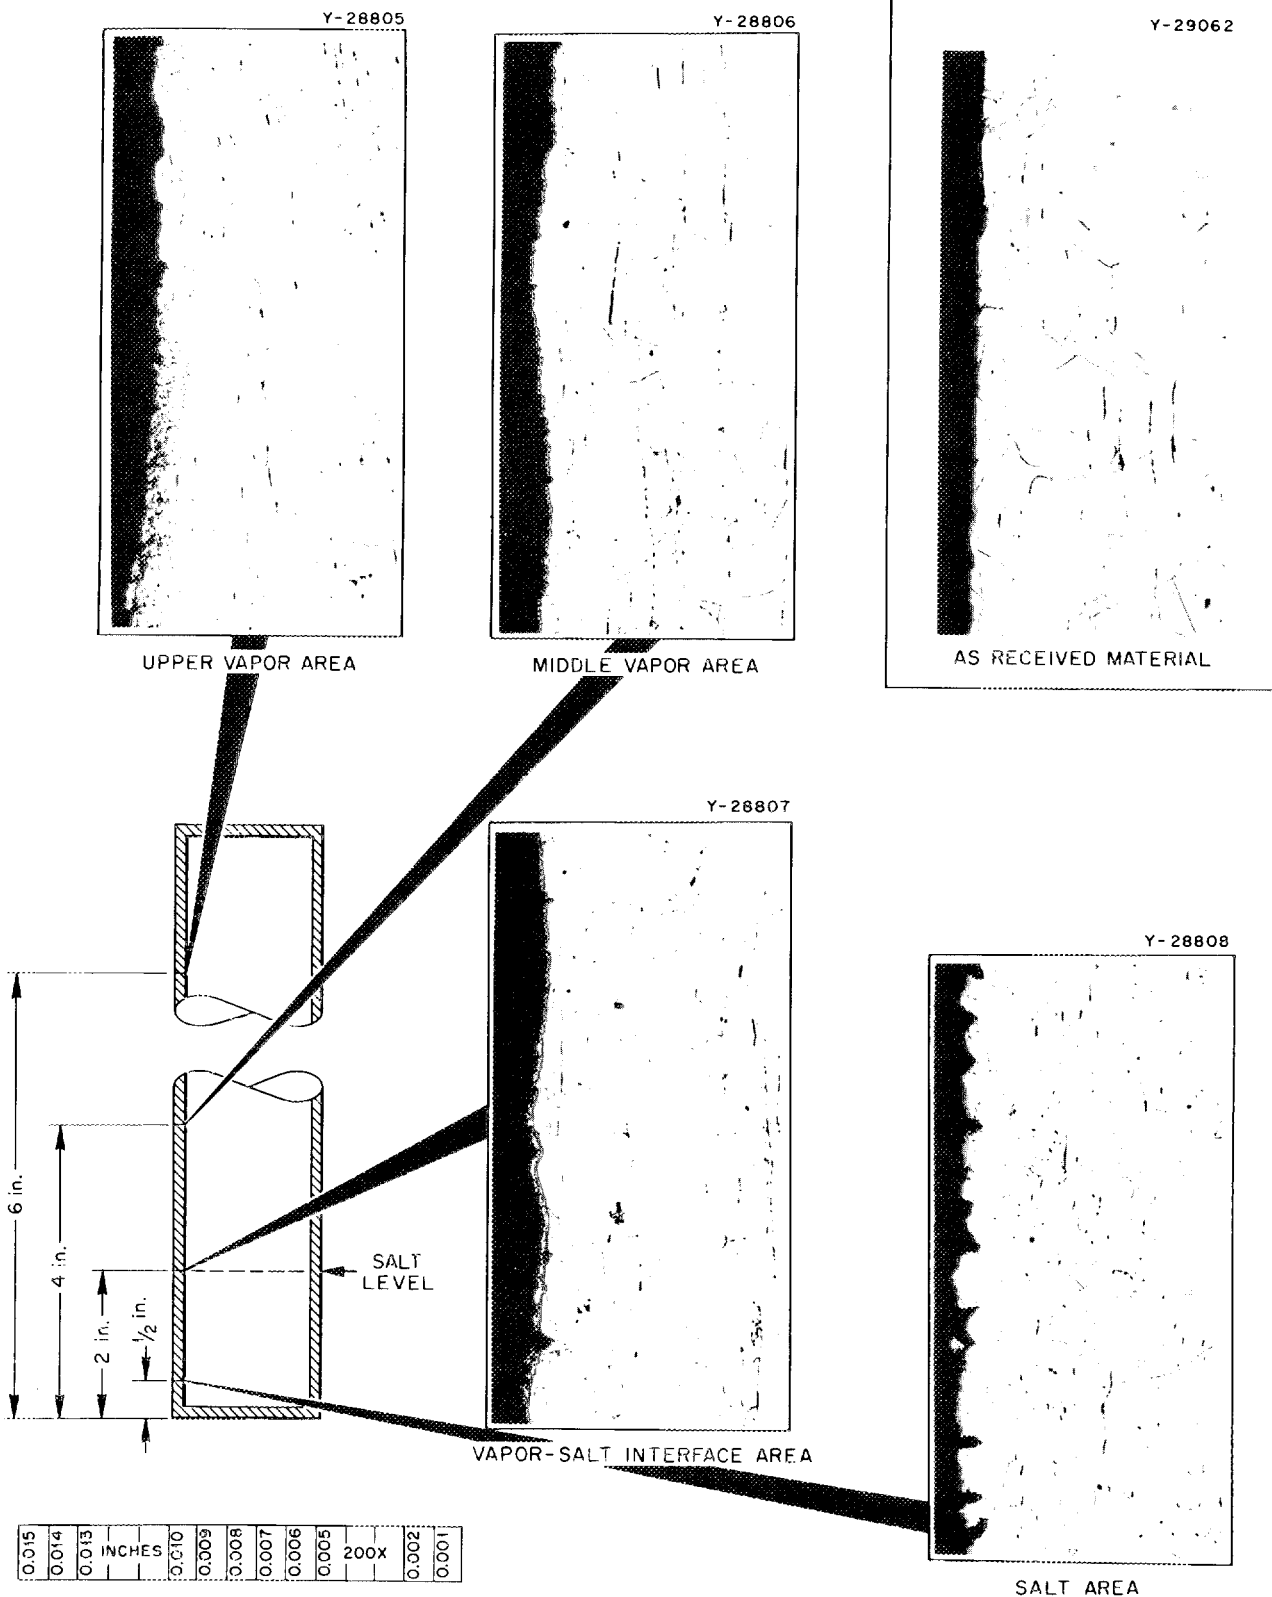 Y-28805
Y-28806
Y-29062
UPPER VAPOR AREA
MIDDLE VAPOR AREA
AS RECEIVED MATERIAL
Y-28807
Y-28808
6 in.
4 in.
2 in.
1/2 in.
SALT
LEVEL
VAPOR-SALT INTERFACE AREA
0.015
0.014
0.013
INCHES
0.010
0.009
0.008
0.007
0.006
0.005
200X
0.002
0.001
SALT AREA